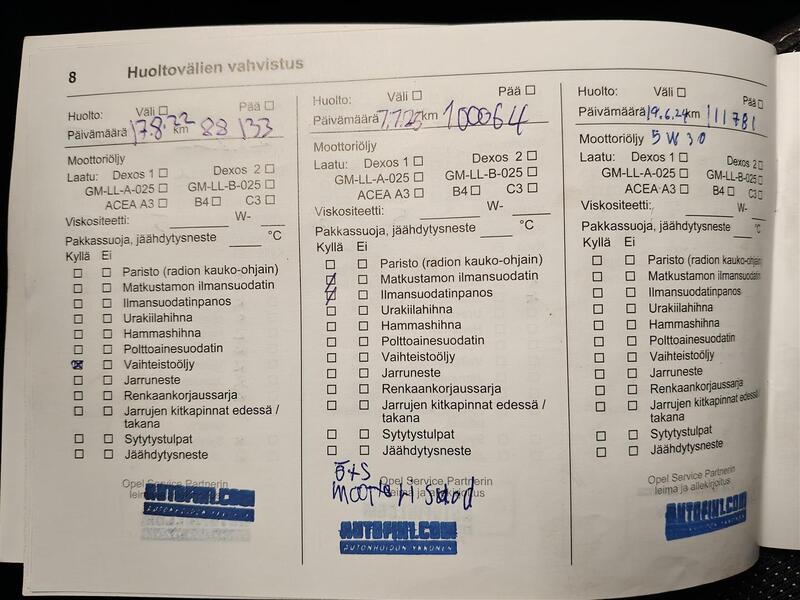 8 Huoltovälien vahvistus
Huolto: Väli ☐ Pää ☐
Päivämäärä 17.8.22 km 88 133
Moottoriöljy
Laatu: Dexos 1 ☐ Dexos 2 ☐
GM-LL-A-025 ☐ GM-LL-B-025 ☐
ACEA A3 ☐ B4 ☐ C3 ☐
Viskositeetti: W-
Pakkassuoja, jäähdytysneste °C
Kyllä Ei
Paristo (radion kauko-ohjain)
Matkustamon ilmansuodatin
Ilmansuodatinpanos
Urakiilahihna
Hammashihna
Polttoainesuodatin
Vaihteistoöljy
Jarruneste
Renkaankorjaussarja
Jarrujen kitkapinnat edessä /
takana
Sytytystulpat
Jäähdytysneste
Opel Service Partnerin
AUTOFIN1.COM
Huolto: Väli ☐ Pää ☐
Päivämäärä 7.7.23 km 100064
Moottoriöljy
Laatu: Dexos 1 ☐ Dexos 2 ☐
GM-LL-A-025 ☐ GM-LL-B-025 ☐
ACEA A3 ☐ B4 ☐ C3 ☐
Viskositeetti: W-
Pakkassuoja, jäähdytysneste °C
Kyllä Ei
Paristo (radion kauko-ohjain)
Matkustamon ilmansuodatin
Ilmansuodatinpanos
Urakiilahihna
Hammashihna
Polttoainesuodatin
Vaihteistoöljy
Jarruneste
Renkaankorjaussarja
Jarrujen kitkapinnat edessä /
takana
Sytytystulpat
Jäähdytysneste
Opel Service Partnerin
AUTOFIN1.COM
AUTONHOIDON YKKÖNEN
Huolto: Väli ☐ Pää ☐
Päivämäärä 19.6.24 km 111781
Moottoriöljy 5W30
Laatu: Dexos 1 ☐ Dexos 2 ☐
GM-LL-A-025 ☐ GM-LL-B-025 ☐
ACEA A3 ☐ B4 ☐ C3 ☐
Viskositeetti: W-
Pakkassuoja, jäähdytysneste °C
Kyllä Ei
Paristo (radion kauko-ohjain)
Matkustamon ilmansuodatin
Ilmansuodatinpanos
Urakiilahihna
Hammashihna
Polttoainesuodatin
Vaihteistoöljy
Jarruneste
Renkaankorjaussarja
Jarrujen kitkapinnat edessä /
takana
Sytytystulpat
Jäähdytysneste
Opel Service Partnerin
leima ja allekirjoitus
AUTOFIN1.COM